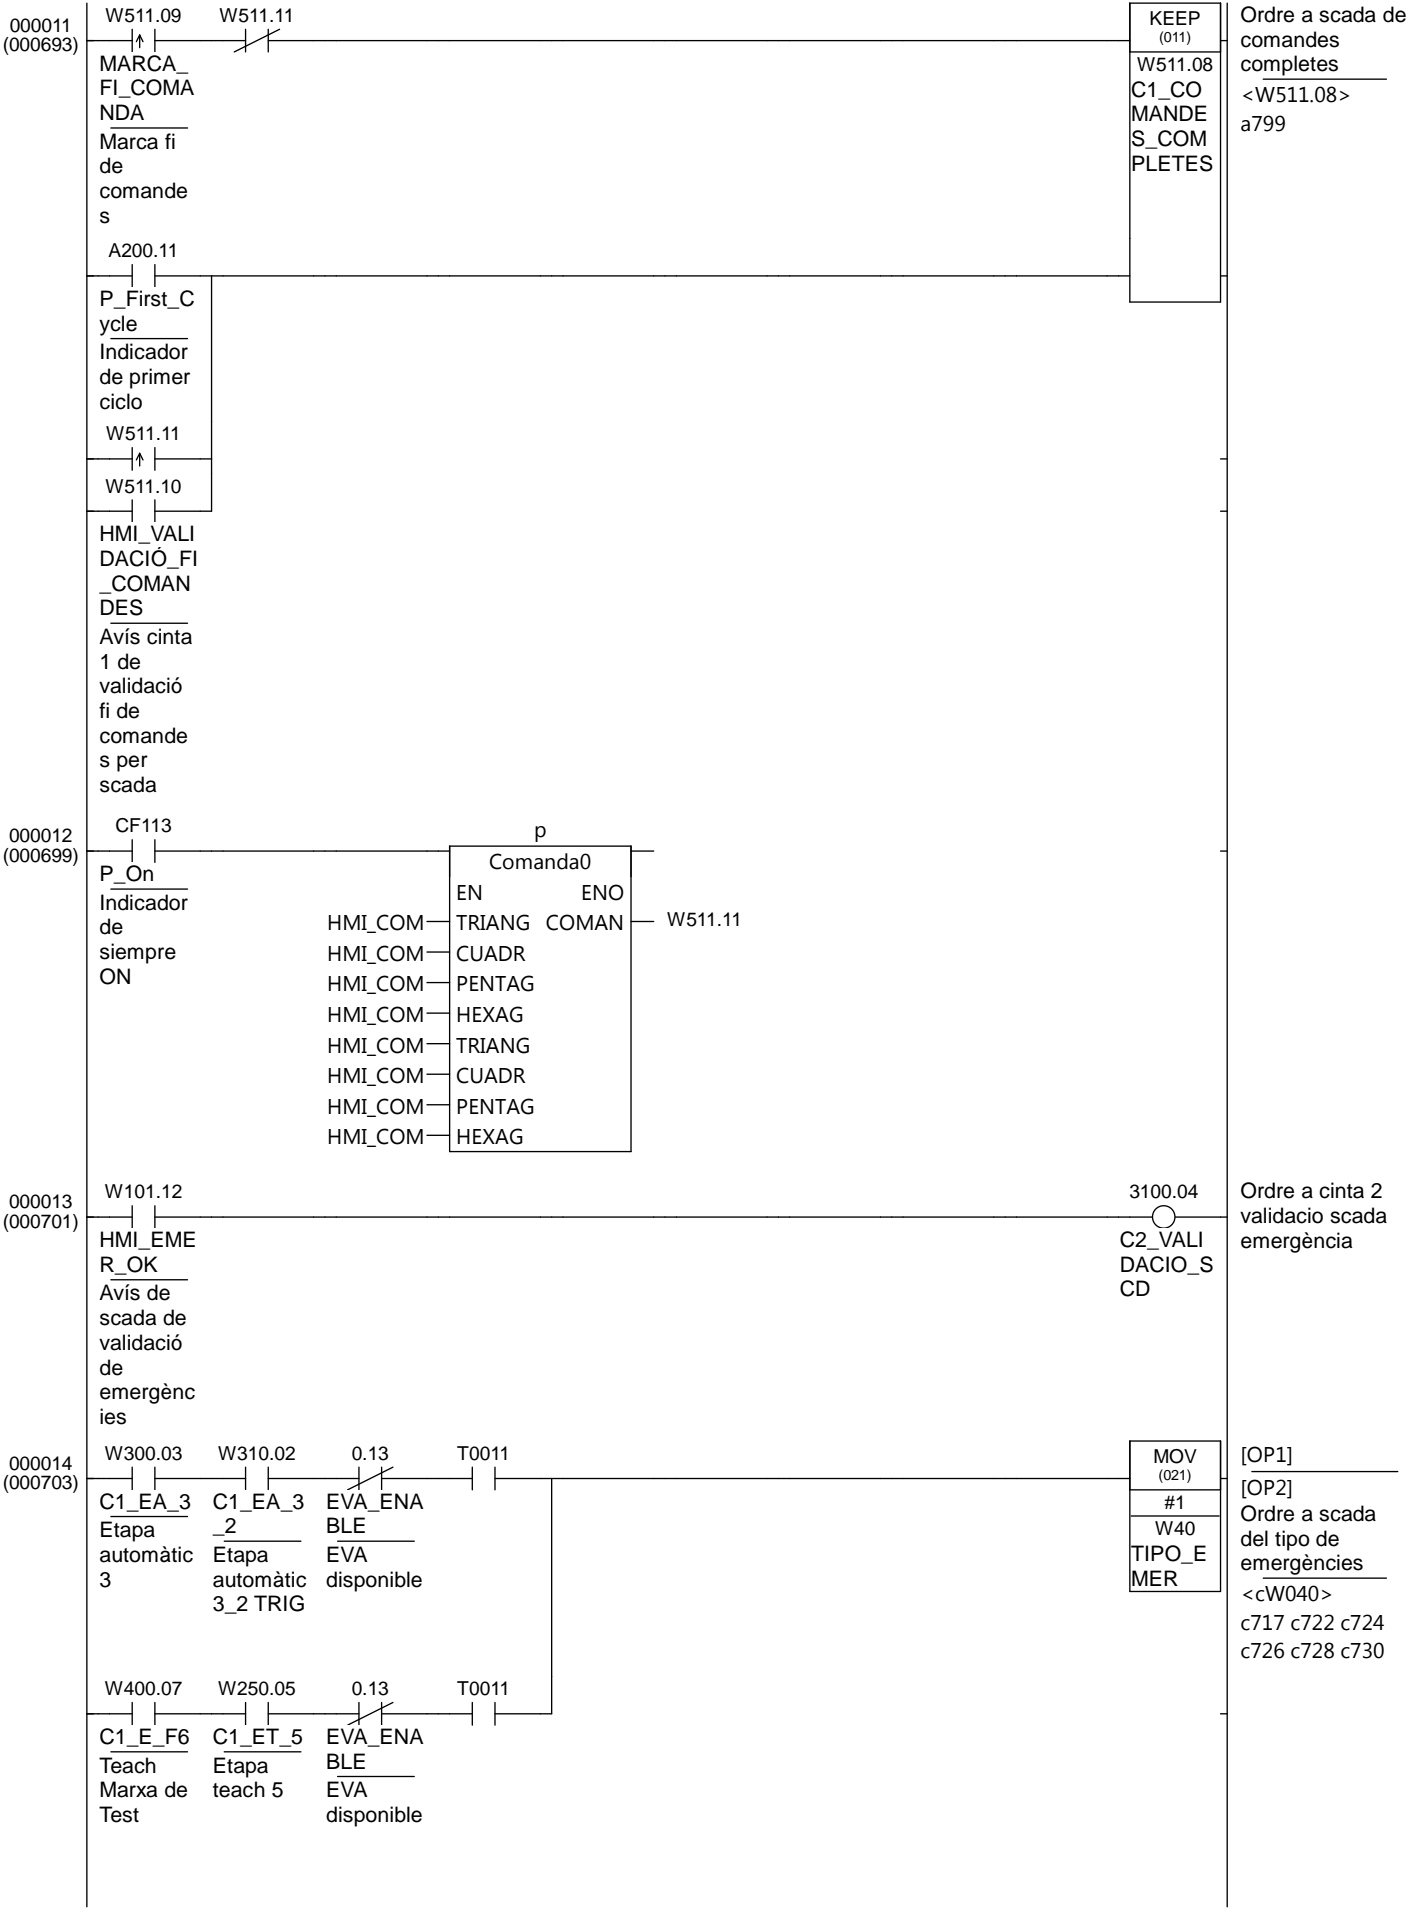 000011
(000693)
W511.09
W511.11
MARCA_
FI_COMA
NDA
Marca fi
de
comande
s
KEEP
(011)
W511.08
C1_CO
MANDE
S_COM
PLETES
Ordre a scada de
comandes
completes
<W511.08>
a799
A200.11
P_First_C
ycle
Indicador
de primer
ciclo
W511.11
W511.10
HMI_VALI
DACIÓ_FI
_COMAN
DES
Avís cinta
1 de
validació
fi de
comande
s per
scada
000012
(000699)
CF113
P_On
Indicador
de
siempre
ON
p
Comanda0
EN ENO
HMI_COM TRIANG COMAN W511.11
HMI_COM CUADR
HMI_COM PENTAG
HMI_COM HEXAG
HMI_COM TRIANG
HMI_COM CUADR
HMI_COM PENTAG
HMI_COM HEXAG
000013
(000701)
W101.12
HMI_EME
R_OK
Avís de
scada de
validació
de
emergènc
ies
3100.04
C2_VALI
DACIO_S
CD
Ordre a cinta 2
validacio scada
emergència
000014
(000703)
W300.03
C1_EA_3
Etapa
automàtic
3
W310.02
C1_EA_3
_2
Etapa
automàtic
3_2 TRIG
0.13
EVA_ENA
BLE
EVA
disponible
T0011
MOV
(021)
#1
W40
TIPO_E
MER
[OP1]
[OP2]
Ordre a scada
del tipo de
emergències
<cW040>
c717 c722 c724
c726 c728 c730
W400.07
C1_E_F6
Teach
Marxa de
Test
W250.05
C1_ET_5
Etapa
teach 5
0.13
EVA_ENA
BLE
EVA
disponible
T0011